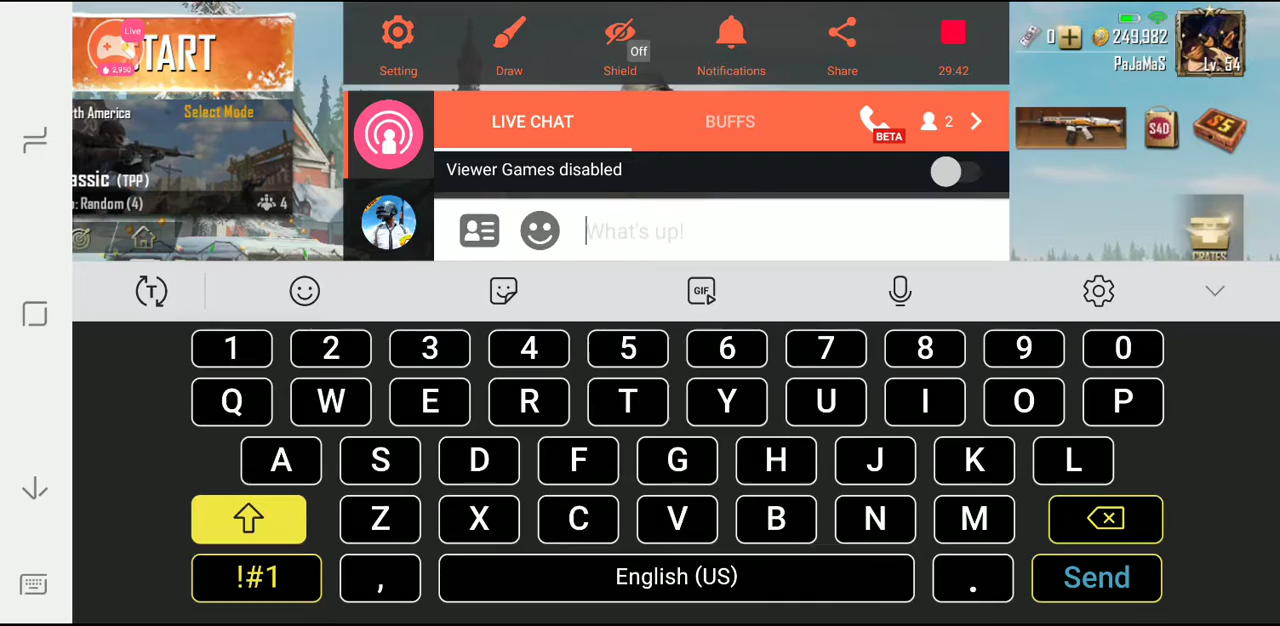 Live
START
2,950
Setting
Draw
Off
Shield
Notifications
Share
29:42
0
249,982
PaJaMaS
Lv. 54
th America
Select Mode
assic (TPP)
: Random (4)
4
LIVE CHAT
BUFFS
BETA
2
S4D
S5
Viewer Games disabled
What's up!
CRATES
T
GIF
1 2 3 4 5 6 7 8 9 0
Q W E R T Y U I O P
A S D F G H J K L
Z X C V B N M
!#1 , English (US) . Send